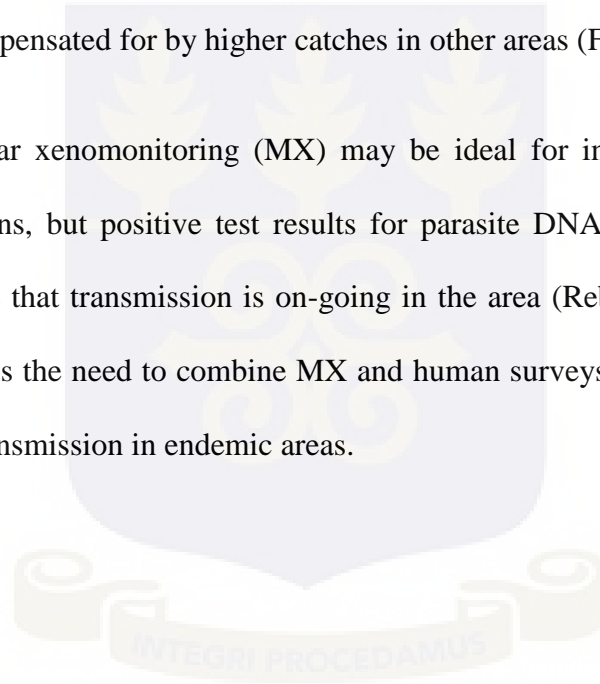 pensated for by higher catches in other areas (F
ar xenomonitoring (MX) may be ideal for in
ns, but positive test results for parasite DNA
that transmission is on-going in the area (Re
s the need to combine MX and human surveys
nsmission in endemic areas.
INTEGRI PROCEDAMUS